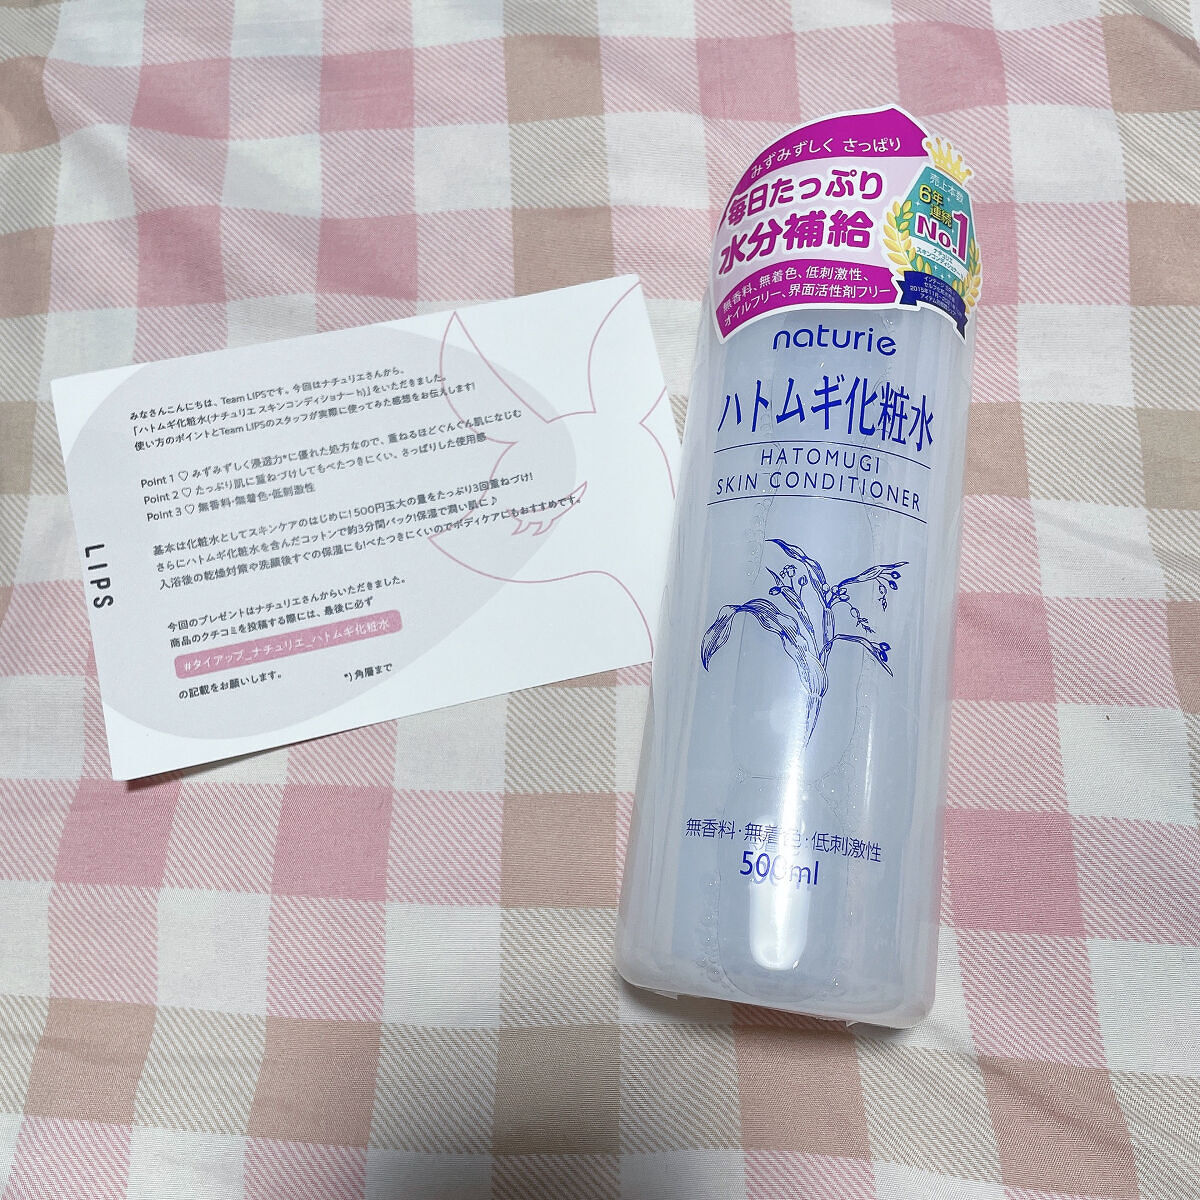 みなさんこんにちは、Team LIPSです。今回はナチュリエさんから、
「ハトムギ化粧水(ナチュリエ スキンコンディショナー h)」をいただきました。
使い方のポイントとTeam LIPSのスタッフが実際に使ってみた感想をお伝えします!
Point 1 ♡ みずみずしく浸透力*に優れた処方なので、重ねるほどぐんぐん肌になじむ
Point 2 ♡ たっぷり肌に重ねづけしてもべたつきにくい。さっぱりした使用感
Point 3 ♡ 無香料・無着色・低刺激性
基本は化粧水としてスキンケアのはじめに! 500円玉大の量をたっぷり3回重ねづけ!
さらにハトムギ化粧水を含んだコットンで約3分間パック!保湿で潤い肌に♪
入浴後の乾燥対策や洗顔後すぐの保湿にも!べたつきにくいのでボディケアにもおすすめです。
今回のプレゼントはナチュリエさんからいただきました。
商品のクチコミを投稿する際には、最後に必ず
#タイアップ_ナチュリエ_ハトムギ化粧水
の記載をお願いします。
*)角層まで
LIPS
みずみずしく さっぱり
毎日たっぷり
水分補給
無香料、無着色、低刺激性、
オイルフリー、界面活性剤フリー
売上本数
6年
連続
No.1
ナチュリエ
スキンコンディショナー
naturie
ハトムギ化粧水
HATOMUGI
SKIN CONDITIONER
無香料・無着色・低刺激性
500ml